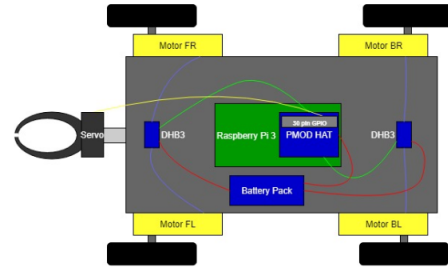 Motor FR
Motor BR
30 pin GPIO
Servo
DHB3
Raspberry Pi 3
PMOD HAT
DHB3
Battery Pack
Motor FL
Motor BL